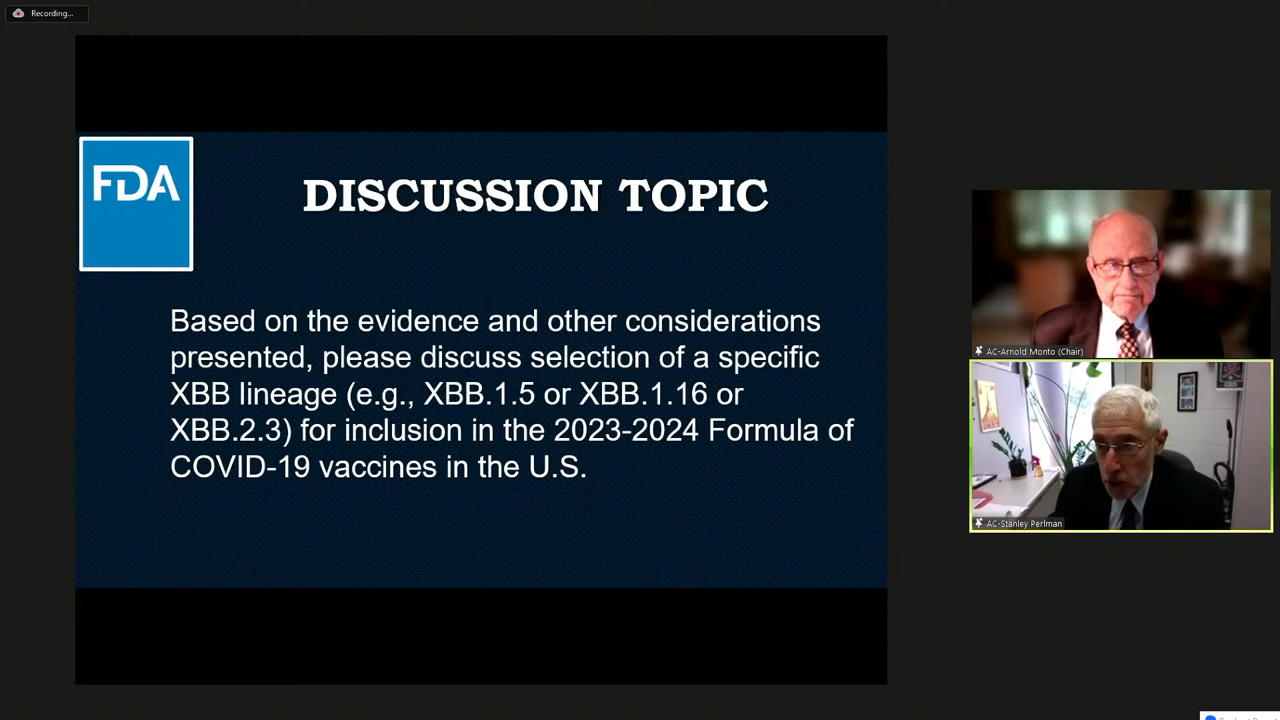 Recording...
FDA
DISCUSSION TOPIC
Based on the evidence and other considerations
presented, please discuss selection of a specific
XBB lineage (e.g., XBB.1.5 or XBB.1.16 or
XBB.2.3) for inclusion in the 2023-2024 Formula of
COVID-19 vaccines in the U.S.
AC-Arnold Monto (Chair)
AC-Stanley Perlman